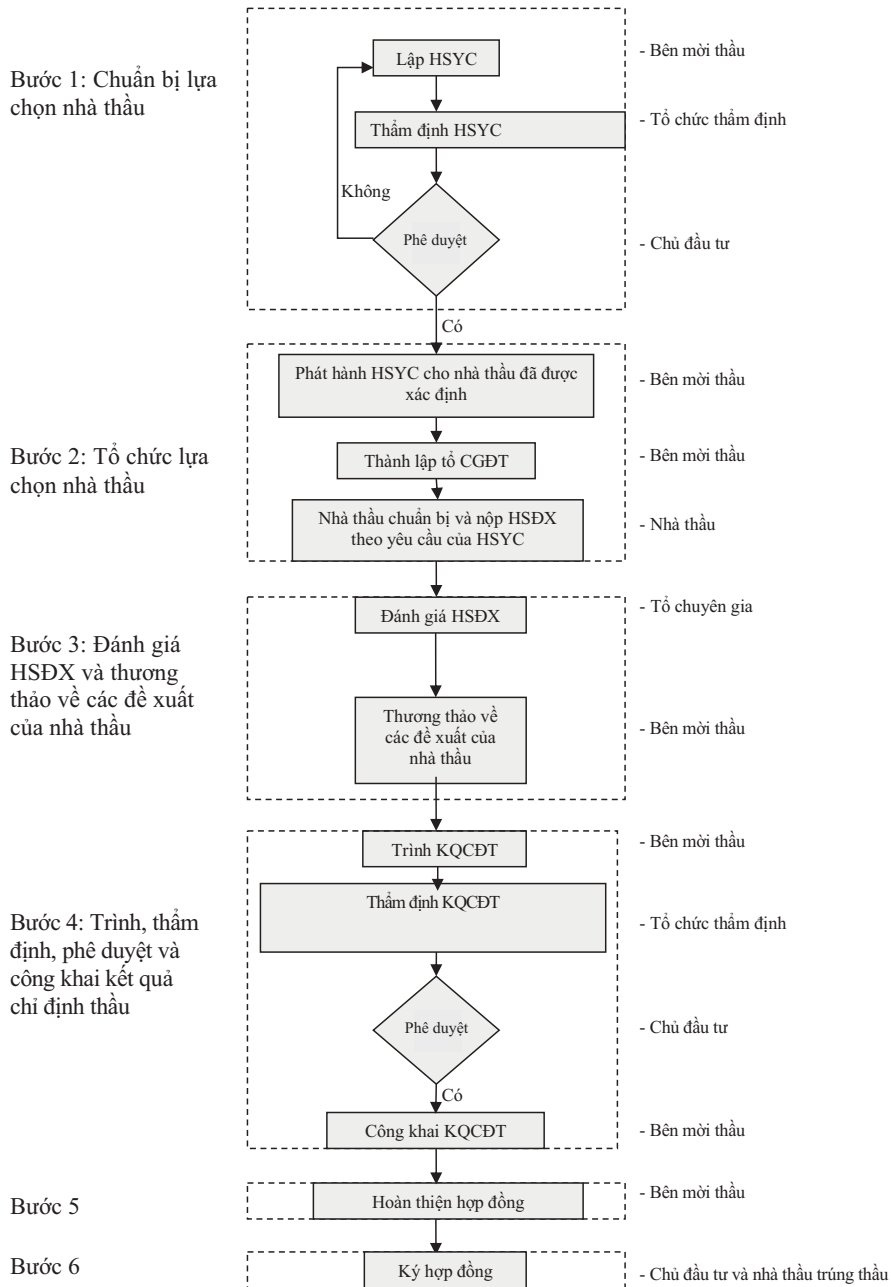 Bước 1: Chuẩn bị lựa
chọn nhà thầu
Lập HSYC
- Bên mời thầu
Thẩm định HSYC
- Tổ chức thẩm định
Không
Phê duyệt
- Chủ đầu tư
Có
Bước 2: Tổ chức lựa
chọn nhà thầu
Phát hành HSYC cho nhà thầu đã được
xác định
- Bên mời thầu
Thành lập tổ CGĐT
- Bên mời thầu
Nhà thầu chuẩn bị và nộp HSĐX
theo yêu cầu của HSYC
- Nhà thầu
Bước 3: Đánh giá
HSĐX và thương
thảo về các đề xuất
của nhà thầu
Đánh giá HSĐX
- Tổ chuyên gia
Thương thảo về
các đề xuất của
nhà thầu
- Bên mời thầu
Bước 4: Trình, thẩm
định, phê duyệt và
công khai kết quả
chỉ định thầu
Trình KQCĐT
- Bên mời thầu
Thẩm định KQCĐT
- Tổ chức thẩm định
Phê duyệt
- Chủ đầu tư
Có
Công khai KQCĐT
- Bên mời thầu
Bước 5
Hoàn thiện hợp đồng
- Bên mời thầu
Bước 6
Ký hợp đồng
- Chủ đầu tư và nhà thầu trúng thầu